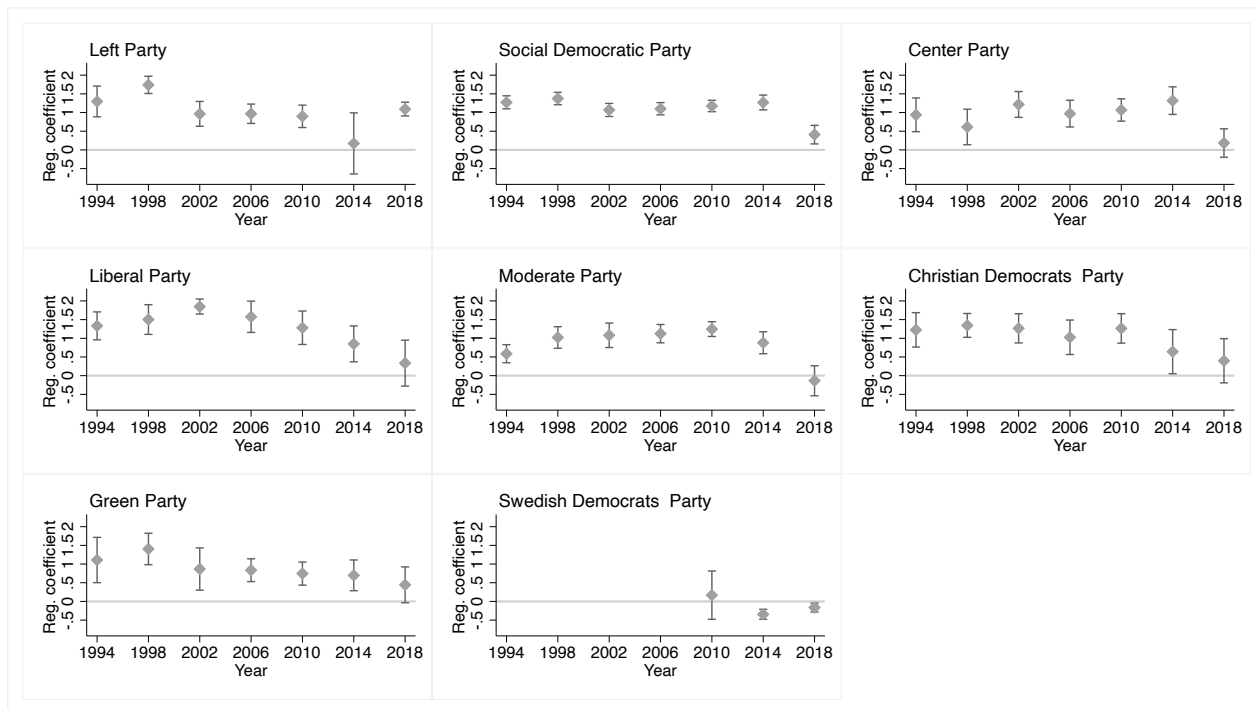 Left Party
Reg. coefficient
-.5 0 .5 1 1.5 2
1994 1998 2002 2006 2010 2014 2018
Year
Social Democratic Party
Reg. coefficient
-.5 0 .5 1 1.5 2
1994 1998 2002 2006 2010 2014 2018
Year
Center Party
Reg. coefficient
-.5 0 .5 1 1.5 2
1994 1998 2002 2006 2010 2014 2018
Year
Liberal Party
Reg. coefficient
-.5 0 .5 1 1.5 2
1994 1998 2002 2006 2010 2014 2018
Year
Moderate Party
Reg. coefficient
-.5 0 .5 1 1.5 2
1994 1998 2002 2006 2010 2014 2018
Year
Christian Democrats  Party
Reg. coefficient
-.5 0 .5 1 1.5 2
1994 1998 2002 2006 2010 2014 2018
Year
Green Party
Reg. coefficient
-.5 0 .5 1 1.5 2
1994 1998 2002 2006 2010 2014 2018
Year
Swedish Democrats  Party
Reg. coefficient
-.5 0 .5 1 1.5 2
1994 1998 2002 2006 2010 2014 2018
Year